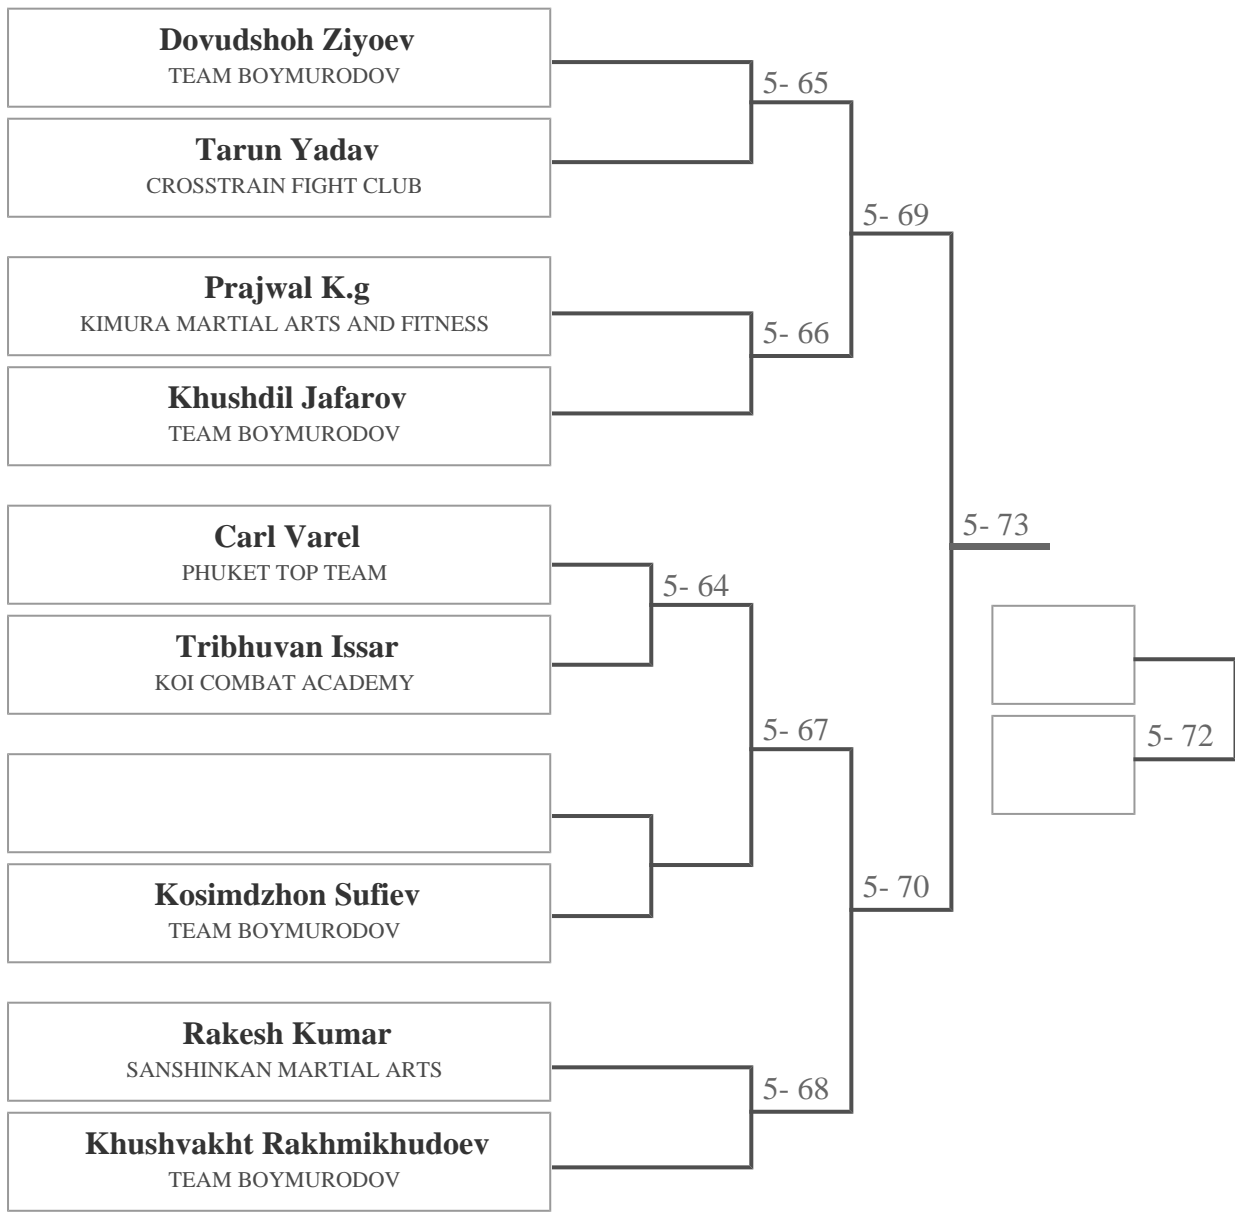 Dovudshoh Ziyoev
TEAM BOYMURODOV
5- 65
Tarun Yadav
CROSSTRAIN FIGHT CLUB
5- 69
Prajwal K.g
KIMURA MARTIAL ARTS AND FITNESS
5- 66
Khushdil Jafarov
TEAM BOYMURODOV
Carl Varel
PHUKET TOP TEAM
5- 73
5- 64
Tribhuvan Issar
KOI COMBAT ACADEMY
5- 67
5- 72
Kosimdzhon Sufiev
TEAM BOYMURODOV
5- 70
Rakesh Kumar
SANSHINKAN MARTIAL ARTS
5- 68
Khushvakht Rakhmikhudoev
TEAM BOYMURODOV